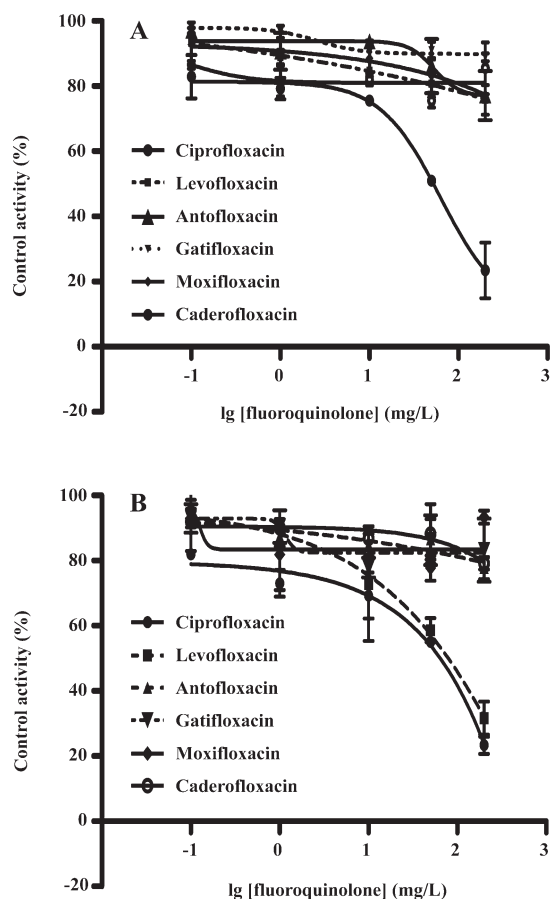 A
100
80
60
40
20
0
-20
Control activity (%)
Ciprofloxacin
Levofloxacin
Antofloxacin
Gatifloxacin
Moxifloxacin
Caderofloxacin
-1 0 1 2 3
lg [fluoroquinolone] (mg/L)
B
100
80
60
40
20
0
-20
Control activity (%)
Ciprofloxacin
Levofloxacin
Antofloxacin
Gatifloxacin
Moxifloxacin
Caderofloxacin
-1 0 1 2 3
lg [fluoroquinolone] (mg/L)